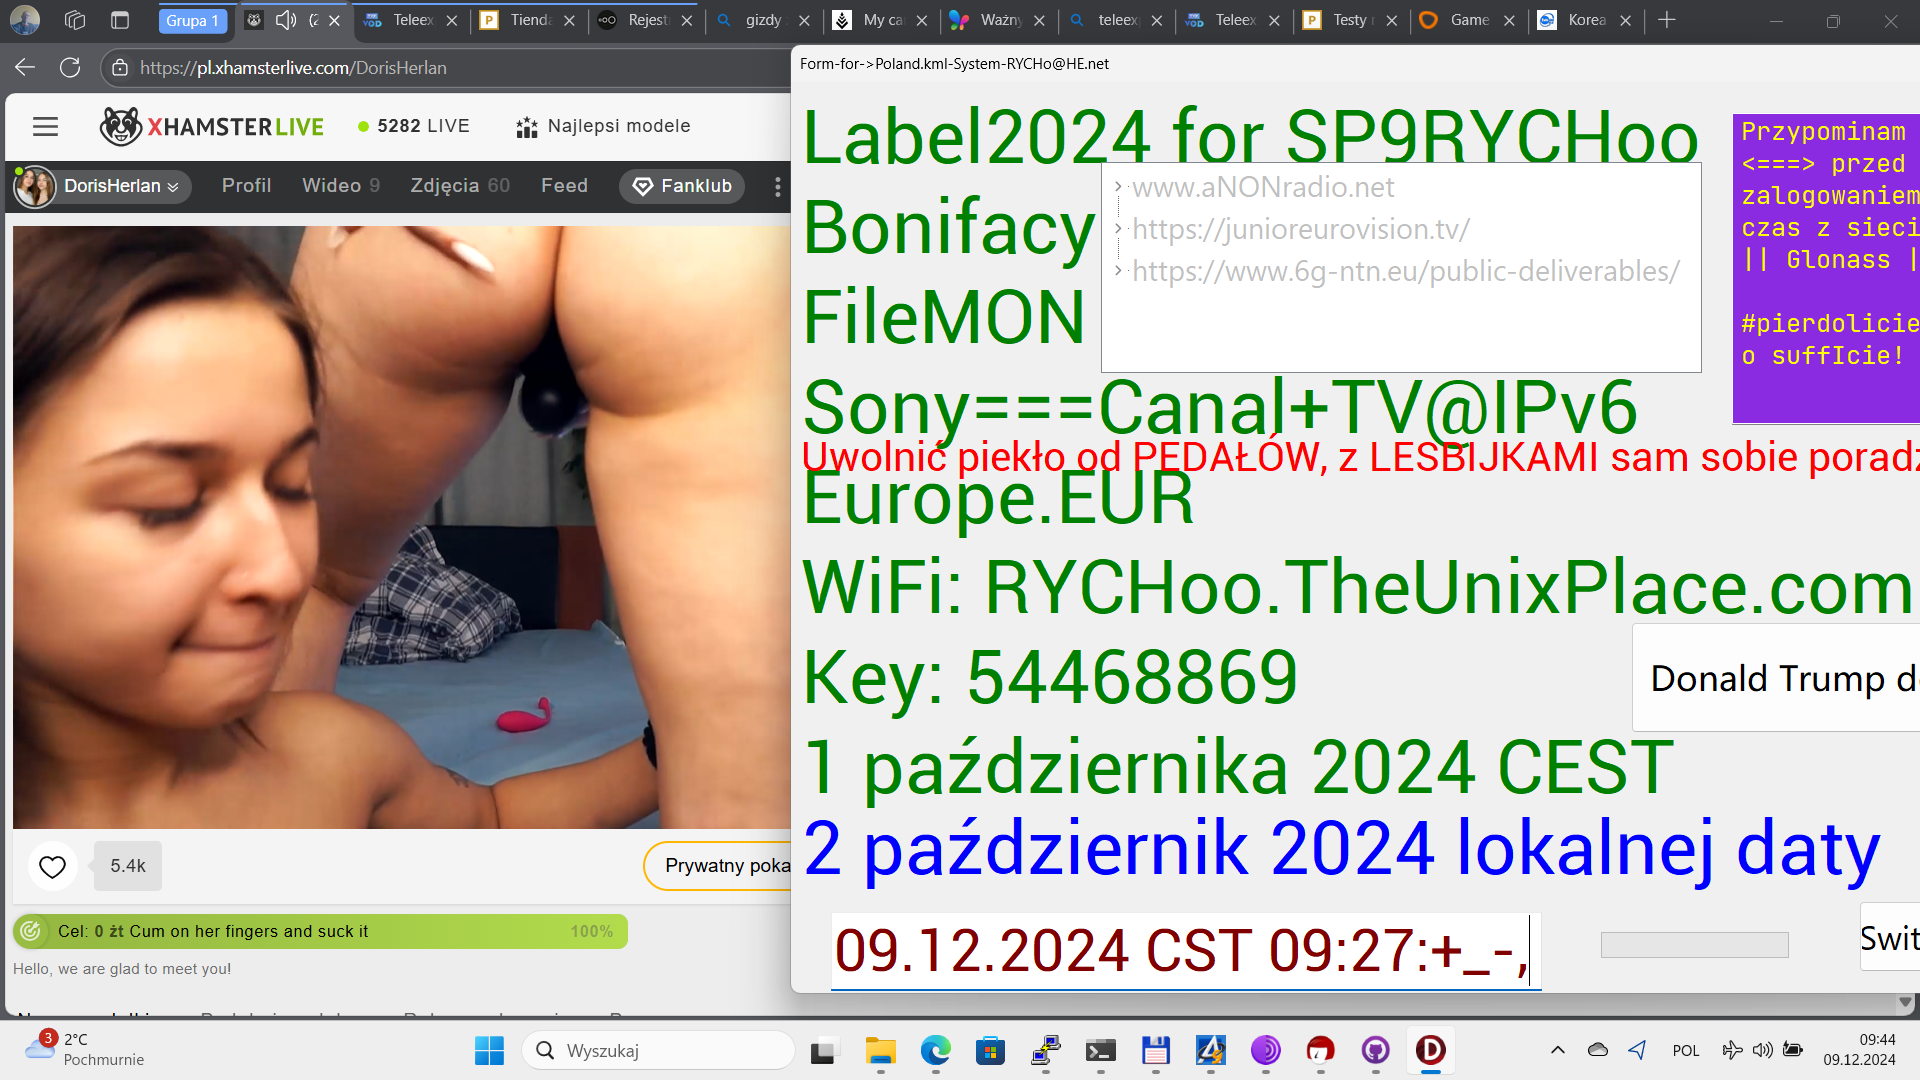 Grupa 1
(2
Teleex
Tienda
Rejest
gizdy
My ca
Ważny
teleex
Teleex
Testy
Game
Korea
https://pl.xhamsterlive.com/DorisHerlan
XHAMSTERLIVE
5282 LIVE
Najlepsi modele
DorisHerlan
Profil
Wideo 9
Zdjęcia 60
Feed
Fanklub
5.4k
Prywatny poka
Cel: 0 żt Cum on her fingers and suck it
100%
Hello, we are glad to meet you!
Form-for->Poland.kml-System-RYCHo@HE.net
Label2024 for SP9RYCHoo
Bonifacy
FileMON
Sony===Canal+TV@IPv6
Europe.EUR
WiFi: RYCHoo.TheUnixPlace.com
Key: 54468869
1 października 2024 CEST
2 październik 2024 lokalnej daty
www.aNONradio.net
https://junioreurovision.tv/
https://www.6g-ntn.eu/public-deliverables/
Uwolnić piekło od PEDAŁÓW, z LESBIJKAMI sam sobie poradz
Przypominam
<===> przed
zalogowaniem
czas z sieci
|| Glonass |
#pierdolicie
o suffIcie!
Donald Trump d
09.12.2024 CST 09:27:+_-,
Swit
3
2°C
Pochmurnie
Wyszukaj
POL
09:44
09.12.2024